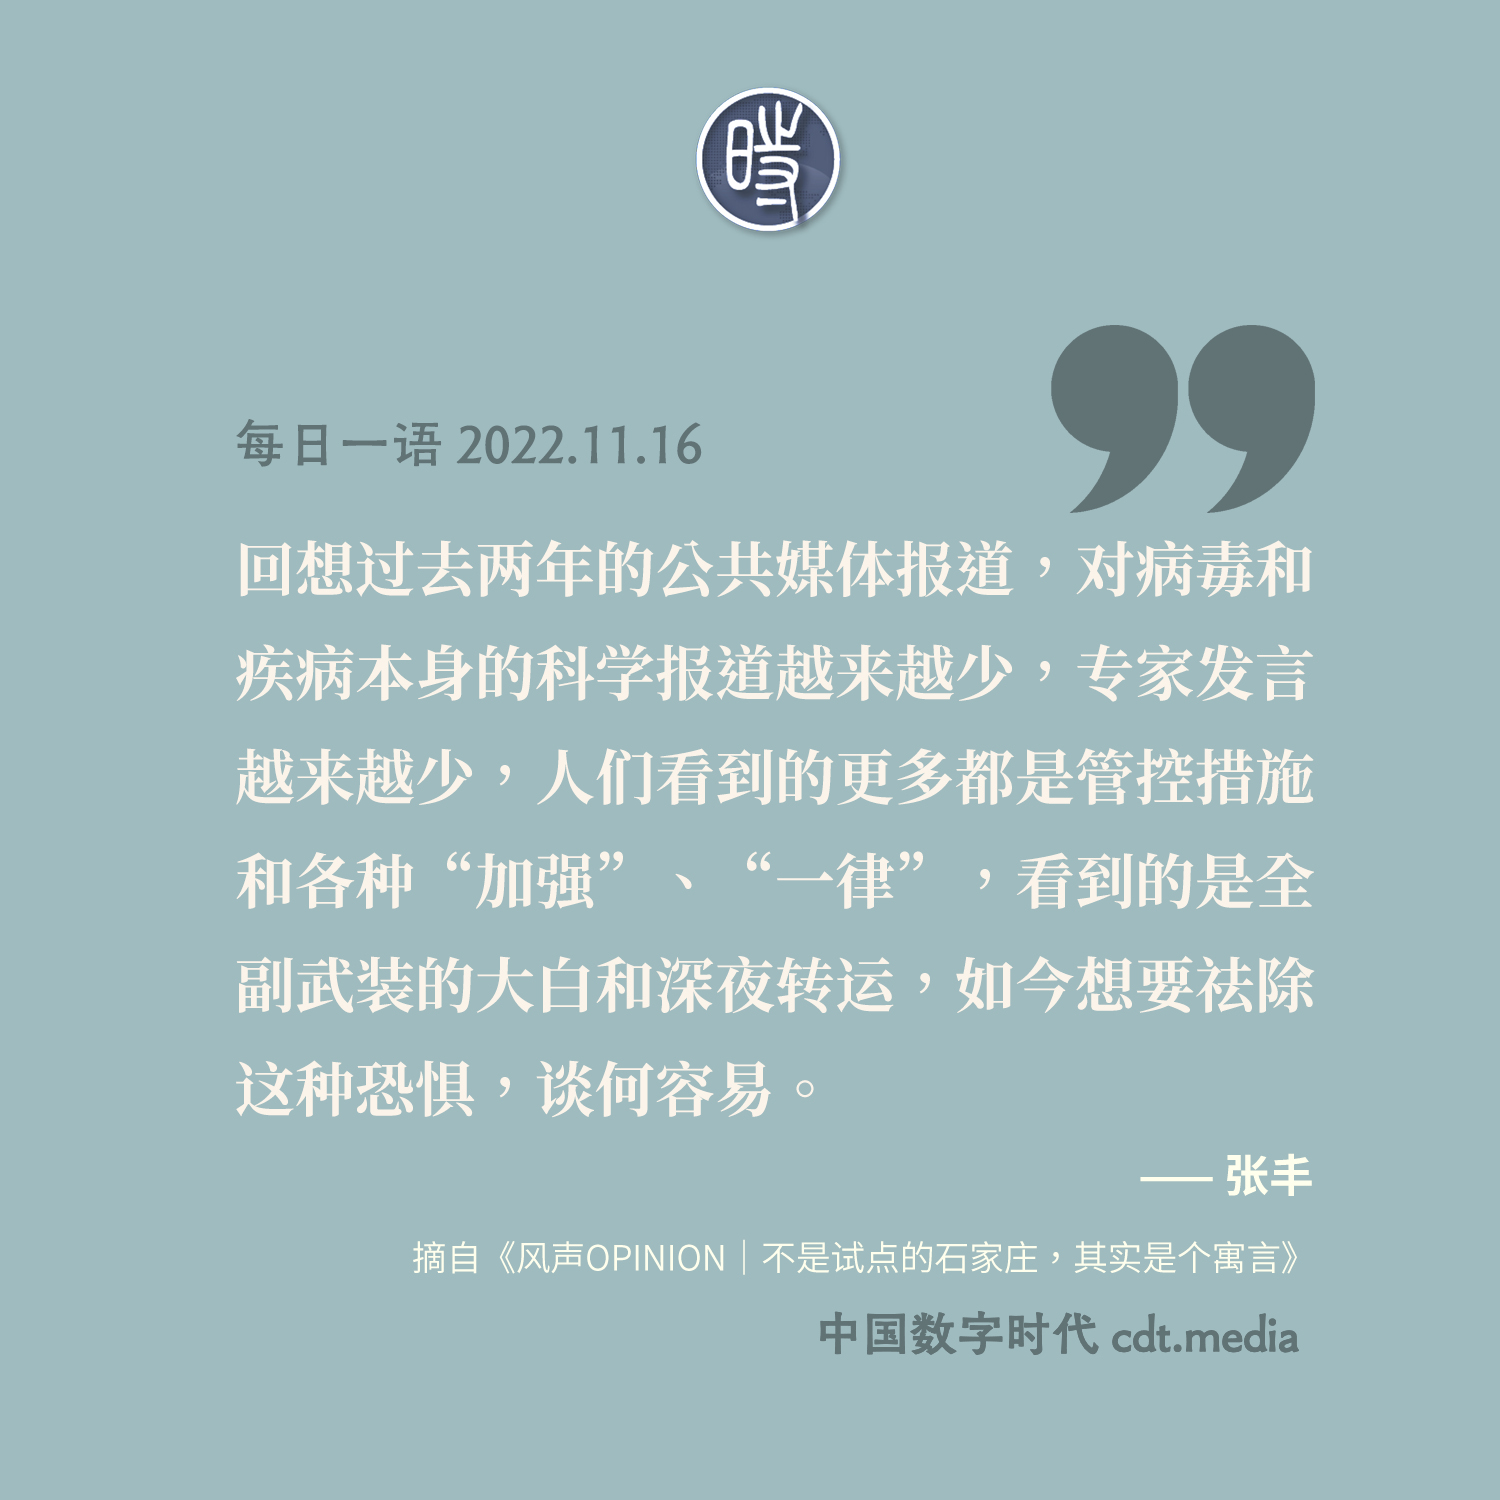 時
每日一语 2022.11.16
回想过去两年的公共媒体报道，对病毒和
疾病本身的科学报道越来越少，专家发言
越来越少，人们看到的更多都是管控措施
和各种“加强”、“一律”，看到的是全
副武装的大白和深夜转运，如今想要祛除
这种恐惧，谈何容易。
—— 张丰
摘自《风声OPINION｜不是试点的石家庄，其实是个寓言》
中国数字时代 cdt.media